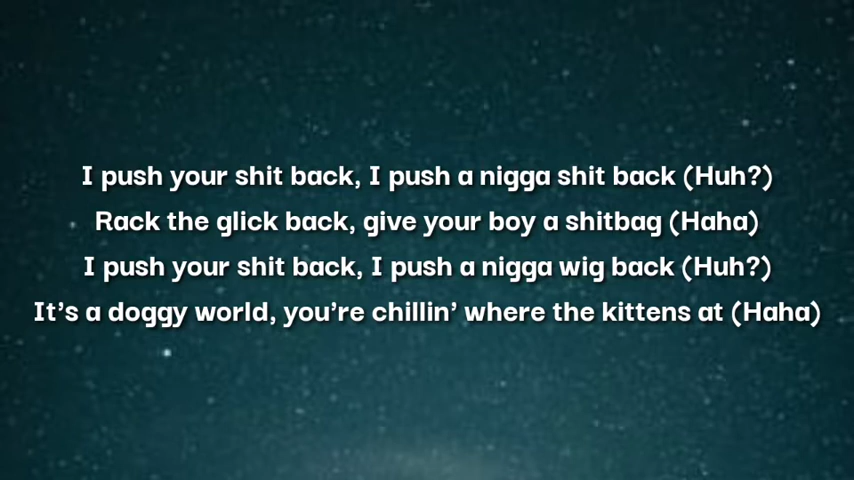 I push your shit back, I push a nigga shit back (Huh?)
Rack the glick back, give your boy a shitbag (Haha)
I push your shit back, I push a nigga wig back (Huh?)
It's a doggy world, you're chillin' where the kittens at (Haha)